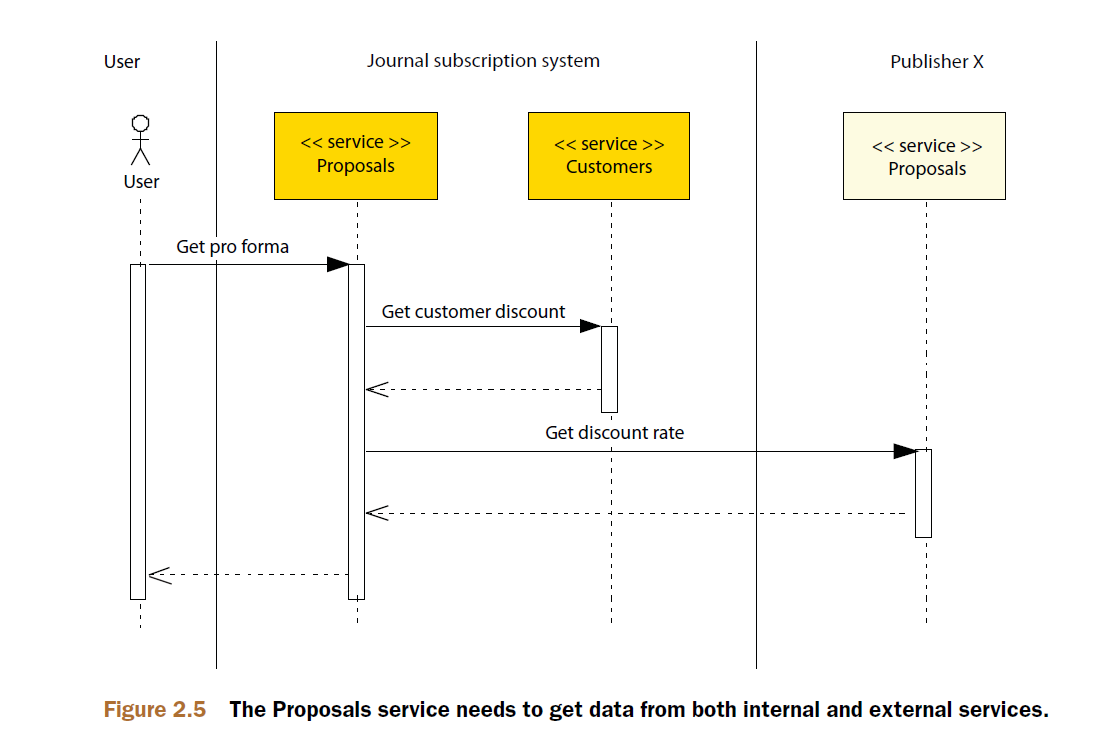 User
Journal subscription system
Publisher X
User
<< service >>
Proposals
<< service >>
Customers
<< service >>
Proposals
Get pro forma
Get customer discount
Get discount rate
Figure 2.5 The Proposals service needs to get data from both internal and external services.